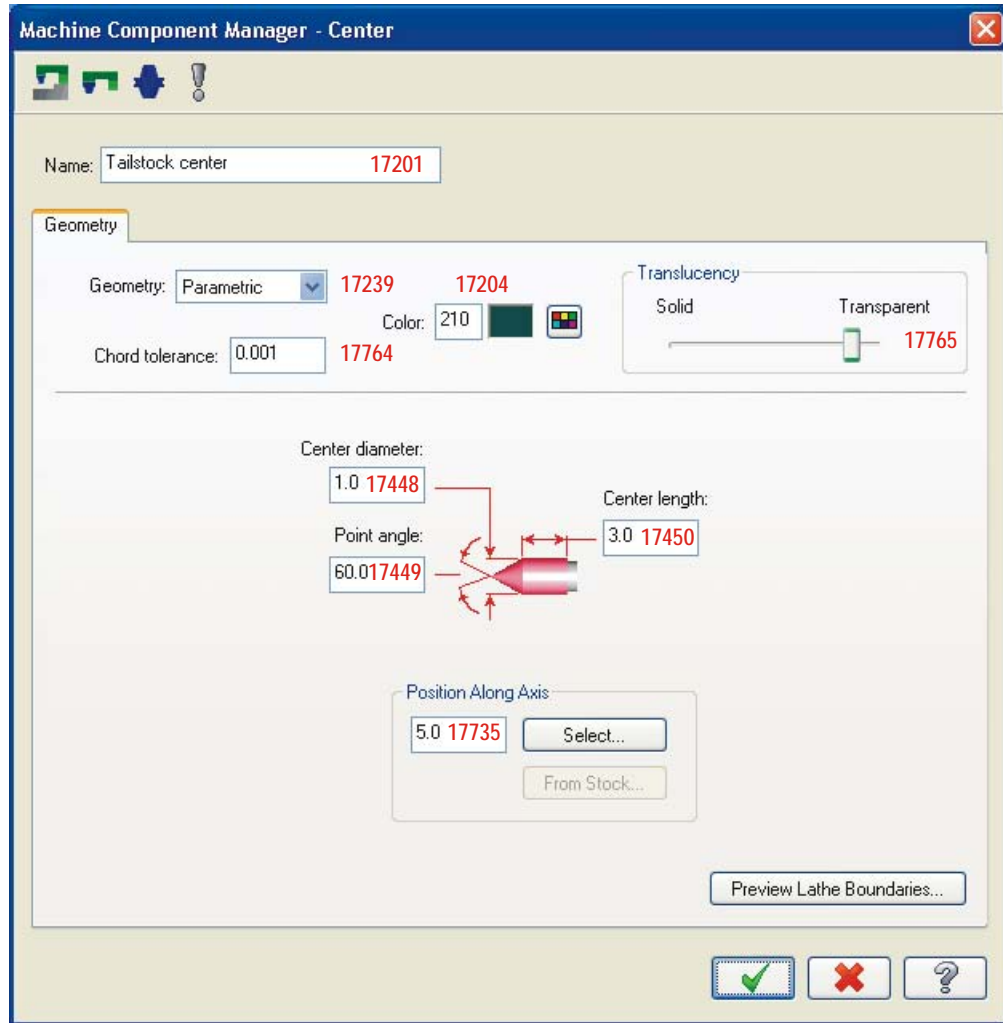 Machine Component Manager - Center
Name: Tailstock center 17201
Geometry
Geometry: Parametric 17239 17204
Color: 210
Chord tolerance: 0.001 17764
Translucency
Solid Transparent
17765
Center diameter:
1.0 17448
Center length:
3.0 17450
Point angle:
60.017449
Position Along Axis
5.0 17735 Select...
From Stock...
Preview Lathe Boundaries...